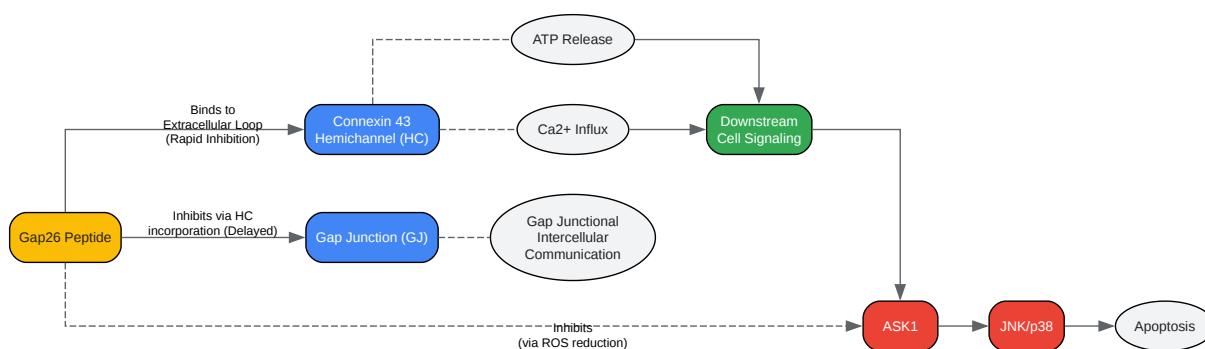 ATP Release
Binds to
Extracellular Loop
(Rapid Inhibition)
Connexin 43
Hemichannel (HC)
Ca2+ Influx
Downstream
Cell Signaling
Gap26 Peptide
Inhibits via HC
incorporation (Delayed)
Gap Junction (GJ)
Gap Junctional
Intercellular
Communication
Inhibits
(via ROS reduction)
ASK1
JNK/p38
Apoptosis